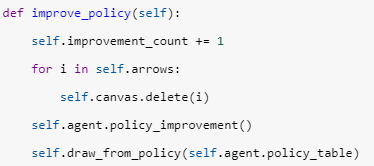 def improve_policy(self):
    self.improvement_count += 1
    for i in self.arrows:
        self.canvas.delete(i)
    self.agent.policy_improvement()
    self.draw_from_policy(self.agent.policy_table)